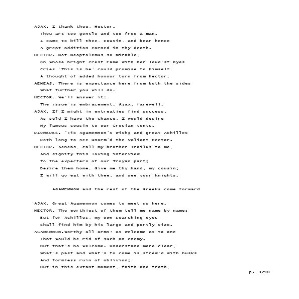 AJAX. I thank thee, Hector.
Thou art too gentle and too free a man.
I came to kill thee, cousin, and bear hence
A great addition earned in thy death.
HECTOR. Not Neoptolemus so mirable,
On whose bright crest Fame with her loud'st Oyes
Cries 'This is he' could promise to himself
A thought of added honour torn from Hector.
AENEAS. There is expectance here from both the sides
What further you will do.
HECTOR. We'll answer it:
The issue is embracement. Ajax, farewell.
AJAX. If I might in entreaties find success,
As seld I have the chance, I would desire
My famous cousin to our Grecian tents.
DIOMEDES. 'Tis Agamemnon's wish; and great Achilles
Doth long to see unarm'd the valiant Hector.
HECTOR. Aeneas, call my brother Troilus to me,
And signify this loving interview
To the expecters of our Troyan part;
Desire them home. Give me thy hand, my cousin;
I will go eat with thee, and see your knights.
AGAMEMNON and the rest of the Greeks come forward
AJAX. Great Agamemnon comes to meet us here.
HECTOR. The worthiest of them tell me name by name;
But for Achilles, my own searching eyes
Shall find him by his large and portly size.
AGAMEMNON. Worthy all arms! as welcome as to one
That would be rid of such an enemy.
But that's no welcome. Understand more clear,
What's past and what's to come is strew'd with husks
And formless ruin of oblivion;
But in this extant moment, faith and troth,